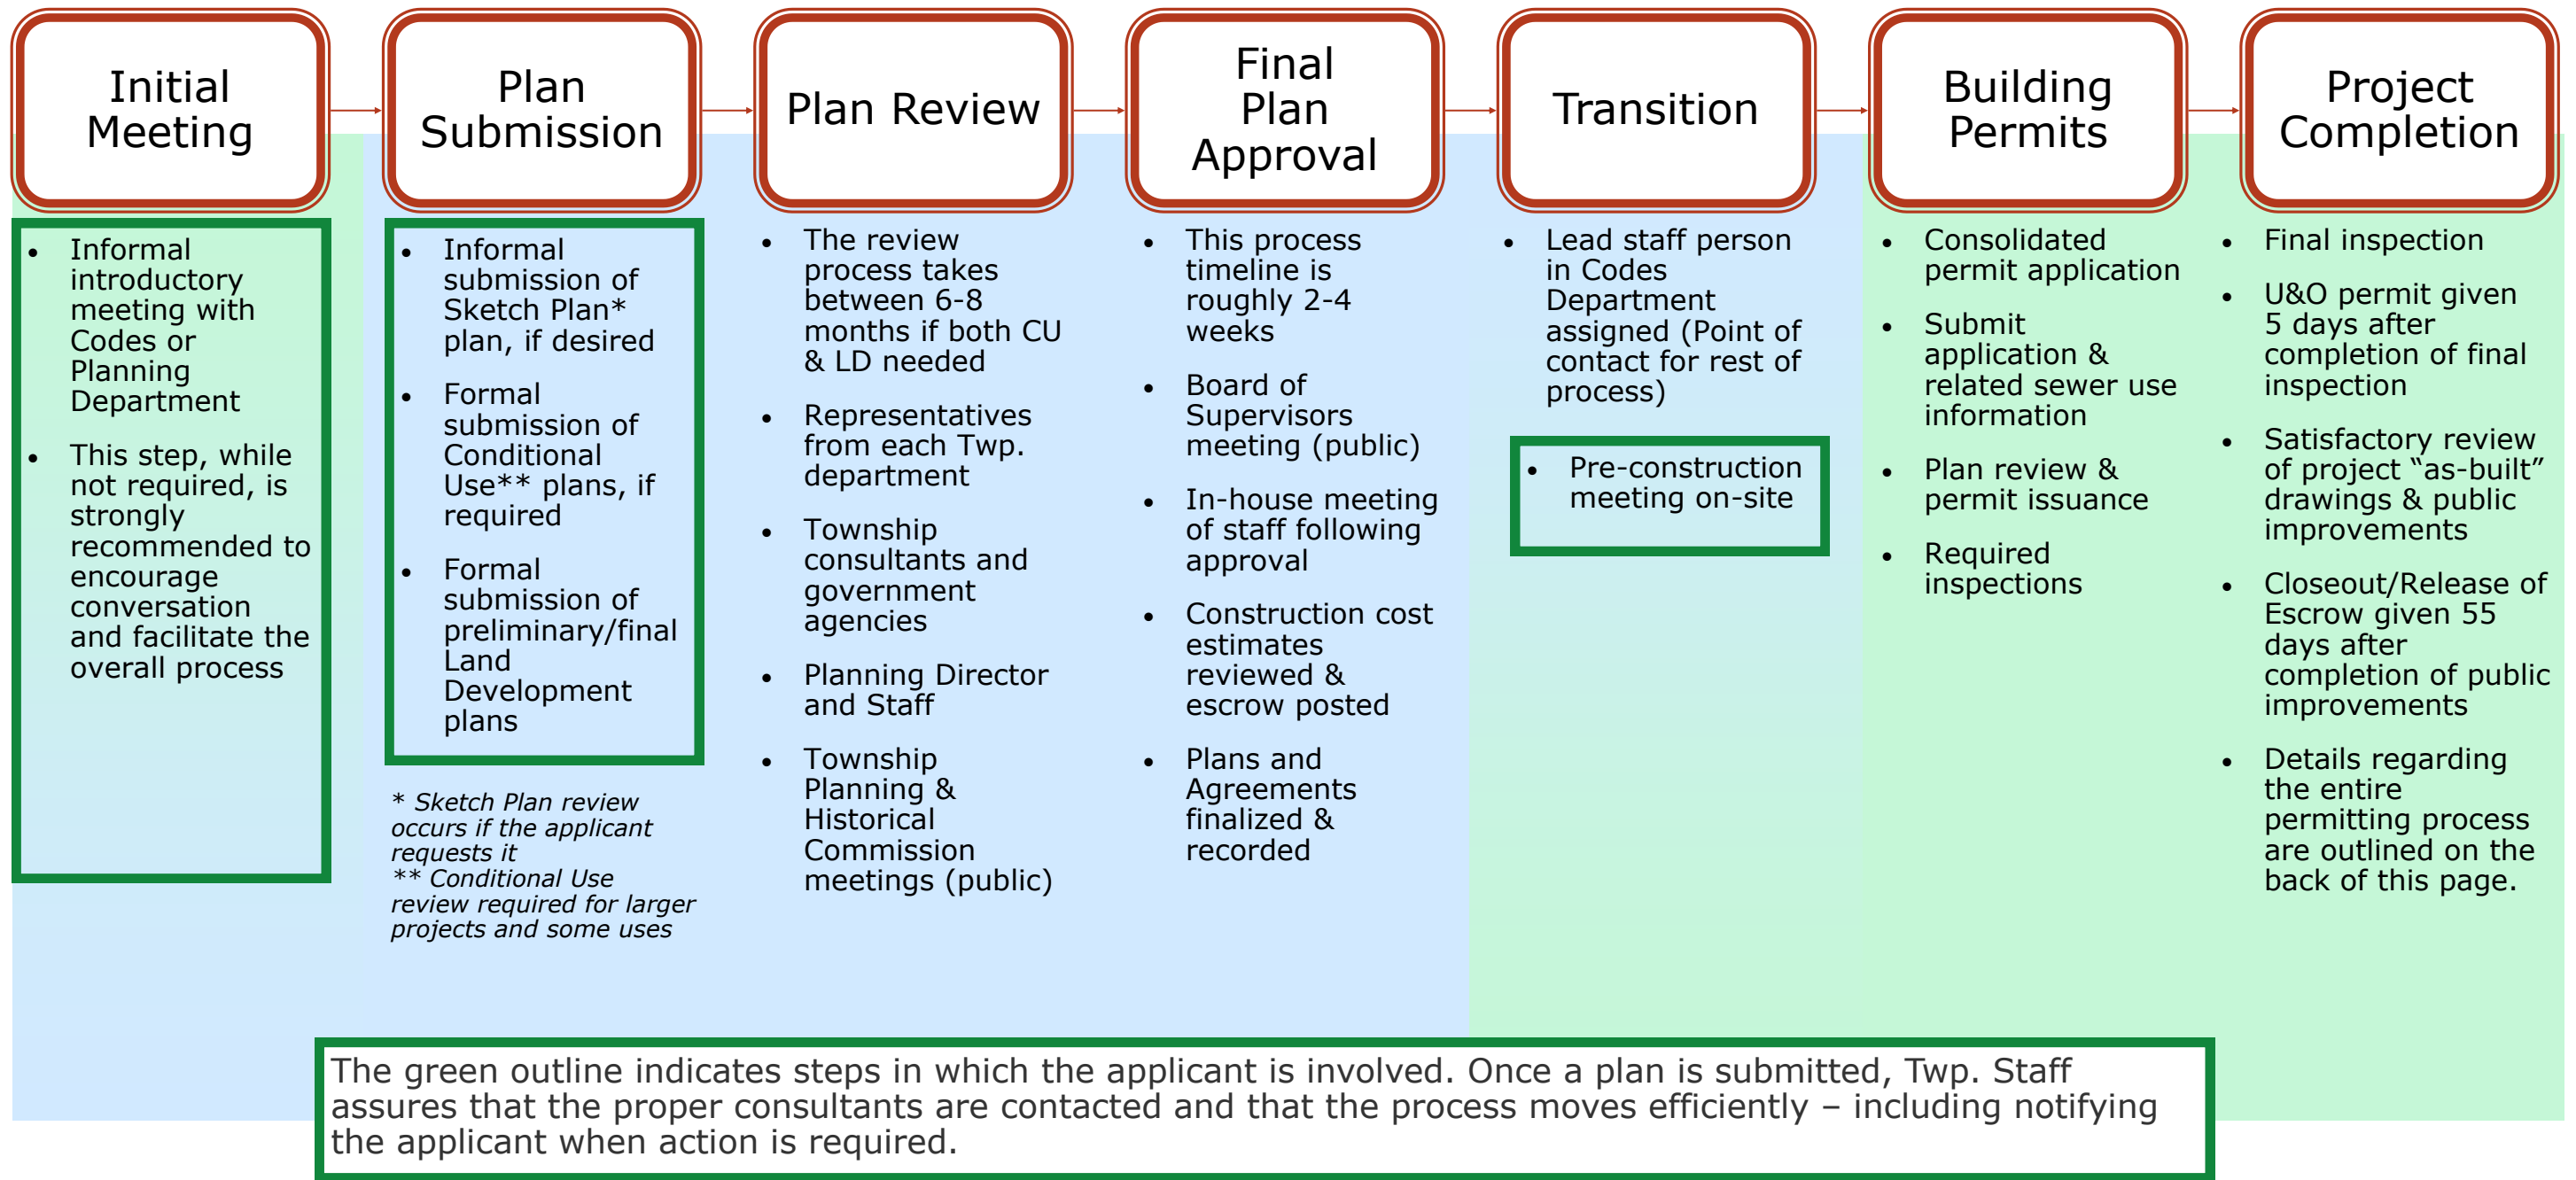 Initial
Meeting
Plan
Submission
Plan Review
Final
Plan
Approval
Transition
Building
Permits
Project
Completion
• Informal
introductory
meeting with
Codes or
Planning
Department
• This step, while
not required, is
strongly
recommended to
encourage
conversation
and facilitate the
overall process
• Informal
submission of
Sketch Plan*
plan, if desired
• Formal
submission of
Conditional
Use** plans, if
required
• Formal
submission of
preliminary/final
Land
Development
plans
* Sketch Plan review
occurs if the applicant
requests it
** Conditional Use
review required for larger
projects and some uses
• The review
process takes
between 6-8
months if both CU
& LD needed
• Representatives
from each Twp.
department
• Township
consultants and
government
agencies
• Planning Director
and Staff
• Township
Planning &
Historical
Commission
meetings (public)
• This process
timeline is
roughly 2-4
weeks
• Board of
Supervisors
meeting (public)
• In-house meeting
of staff following
approval
• Construction cost
estimates
reviewed &
escrow posted
• Plans and
Agreements
finalized &
recorded
• Lead staff person
in Codes
Department
assigned (Point of
contact for rest of
process)
• Pre-construction
meeting on-site
• Consolidated
permit application
• Submit
application &
related sewer use
information
• Plan review &
permit issuance
• Required
inspections
• Final inspection
• U&O permit given
5 days after
completion of final
inspection
• Satisfactory review
of project “as-built”
drawings & public
improvements
• Closeout/Release of
Escrow given 55
days after
completion of public
improvements
• Details regarding
the entire
permitting process
are outlined on the
back of this page.
The green outline indicates steps in which the applicant is involved. Once a plan is submitted, Twp. Staff
assures that the proper consultants are contacted and that the process moves efficiently – including notifying
the applicant when action is required.